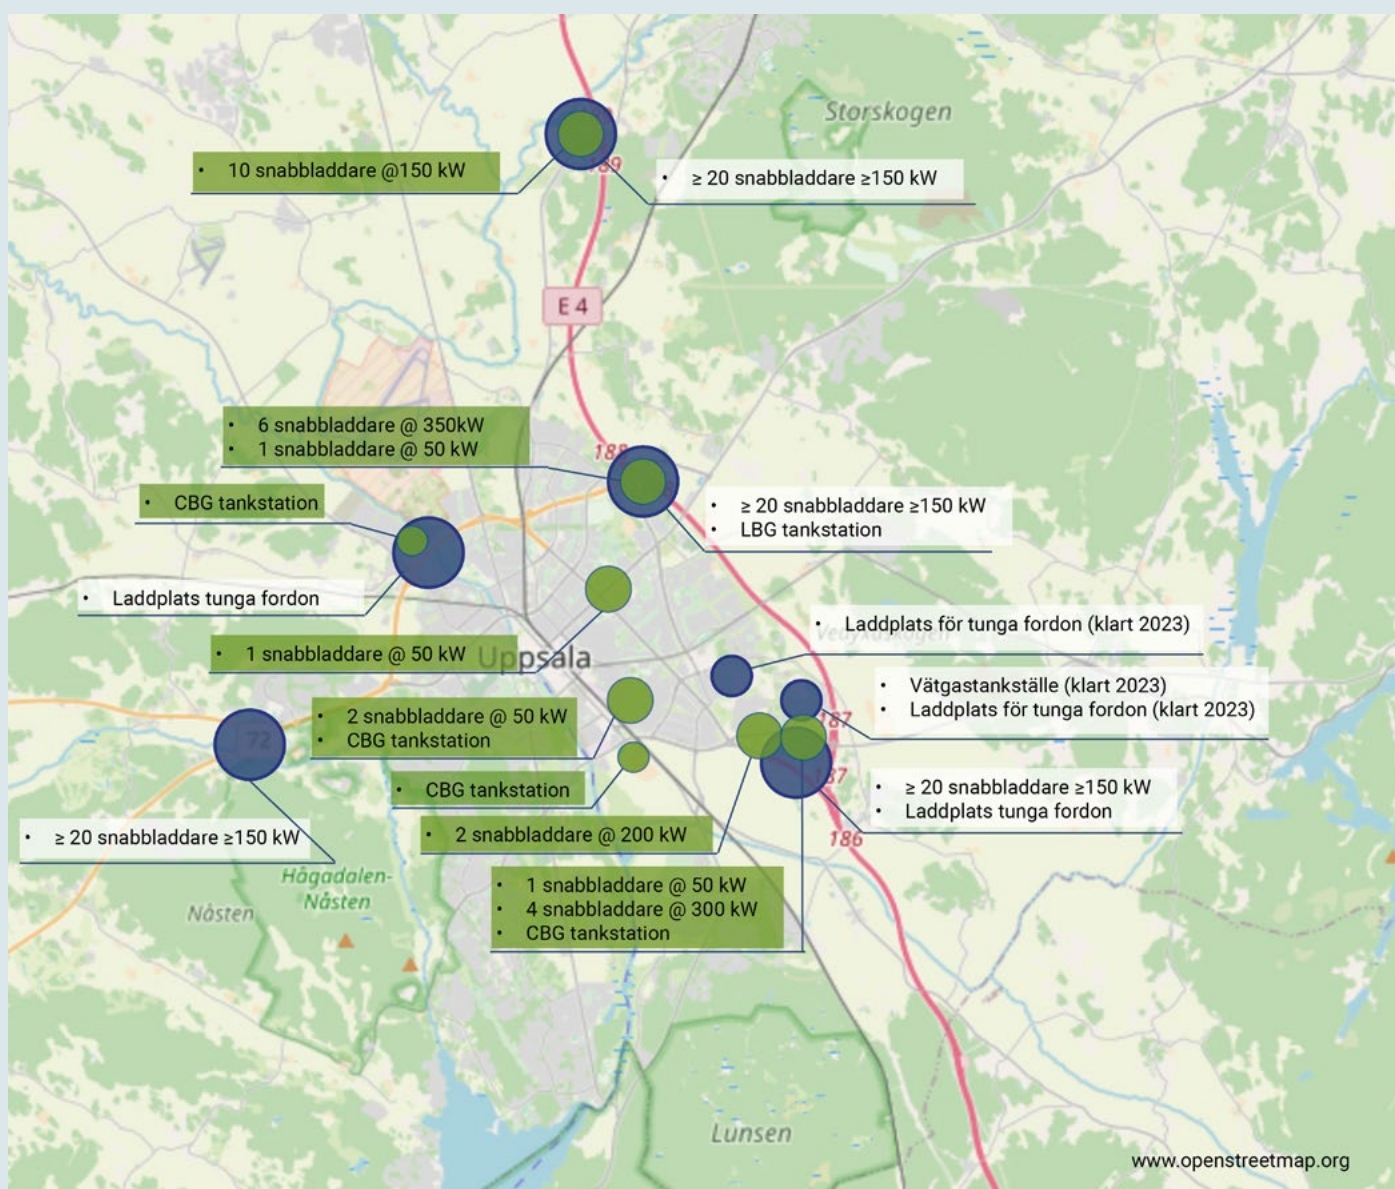 Storskogen
• 10 snabbladdare @150 kW
• ≥ 20 snabbladdare ≥150 kW
E 4
• 6 snabbladdare @ 350kW
• 1 snabbladdare @ 50 kW
188
• CBG tankstation
• ≥ 20 snabbladdare ≥150 kW
• LBG tankstation
• Laddplats tunga fordon
• Laddplats för tunga fordon (klart 2023)
• 1 snabbladdare @ 50 kW
Uppsala
• Vätgastankställe (klart 2023)
• Laddplats för tunga fordon (klart 2023)
• 2 snabbladdare @ 50 kW
• CBG tankstation
187
72
187
• CBG tankstation
• ≥ 20 snabbladdare ≥150 kW
• Laddplats tunga fordon
• ≥ 20 snabbladdare ≥150 kW
• 2 snabbladdare @ 200 kW
186
Hågadalen-
Nåsten
Nåsten
• 1 snabbladdare @ 50 kW
• 4 snabbladdare @ 300 kW
• CBG tankstation
Lunsen
www.openstreetmap.org